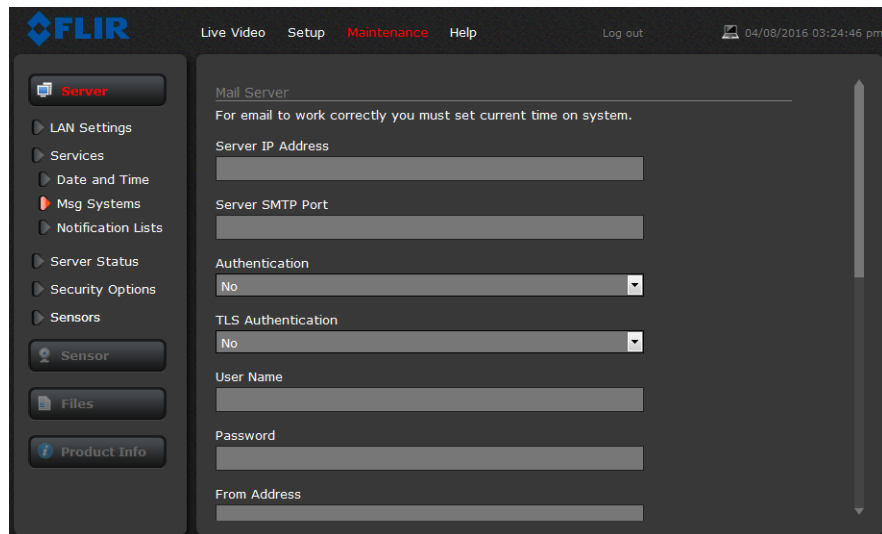 FLIR
Live Video Setup Maintenance Help Log out 04/08/2016 03:24:46 pm
Server
LAN Settings
Services
Date and Time
Msg Systems
Notification Lists
Server Status
Security Options
Sensors
Sensor
Files
Product Info
Mail Server
For email to work correctly you must set current time on system.
Server IP Address
Server SMTP Port
Authentication
No
TLS Authentication
No
User Name
Password
From Address